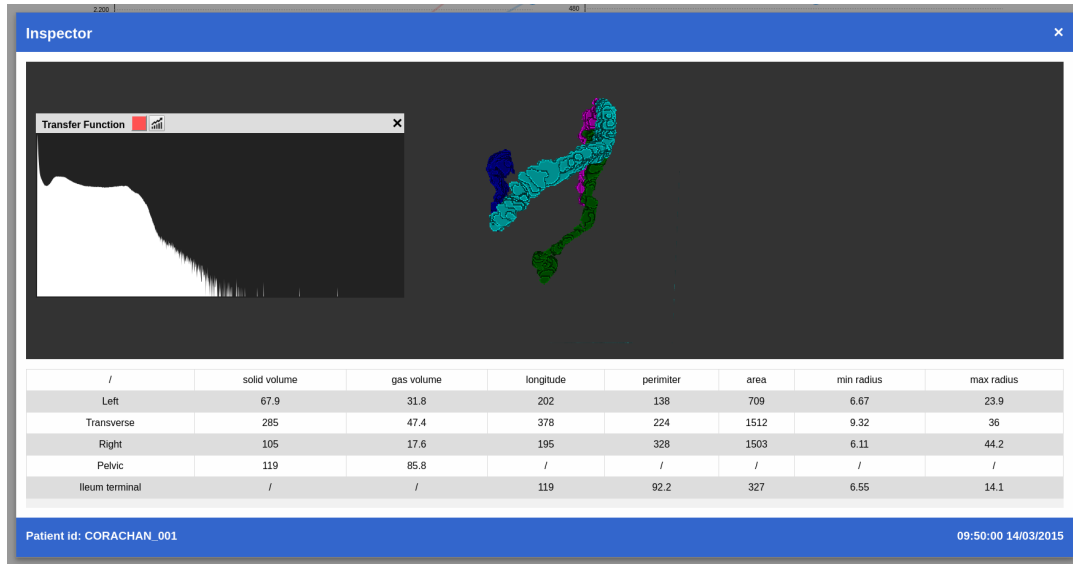 2.200 480
Inspector ×
Transfer Function ×
/ solid volume gas volume longitude perimiter area min radius max radius
Left 67.9 31.8 202 138 709 6.67 23.9
Transverse 285 47.4 378 224 1512 9.32 36
Right 105 17.6 195 328 1503 6.11 44.2
Pelvic 119 85.8 / / / / /
Ileum terminal / / 119 92.2 327 6.55 14.1
Patient id: CORACHAN_001 09:50:00 14/03/2015